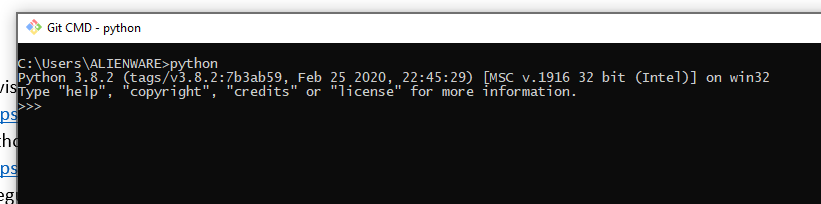 Git CMD - python
C:\Users\ALIENWARE>python
Python 3.8.2 (tags/v3.8.2:7b3ab59, Feb 25 2020, 22:45:29) [MSC v.1916 32 bit (Intel)] on win32
Type "help", "copyright", "credits" or "license" for more information.
>>>